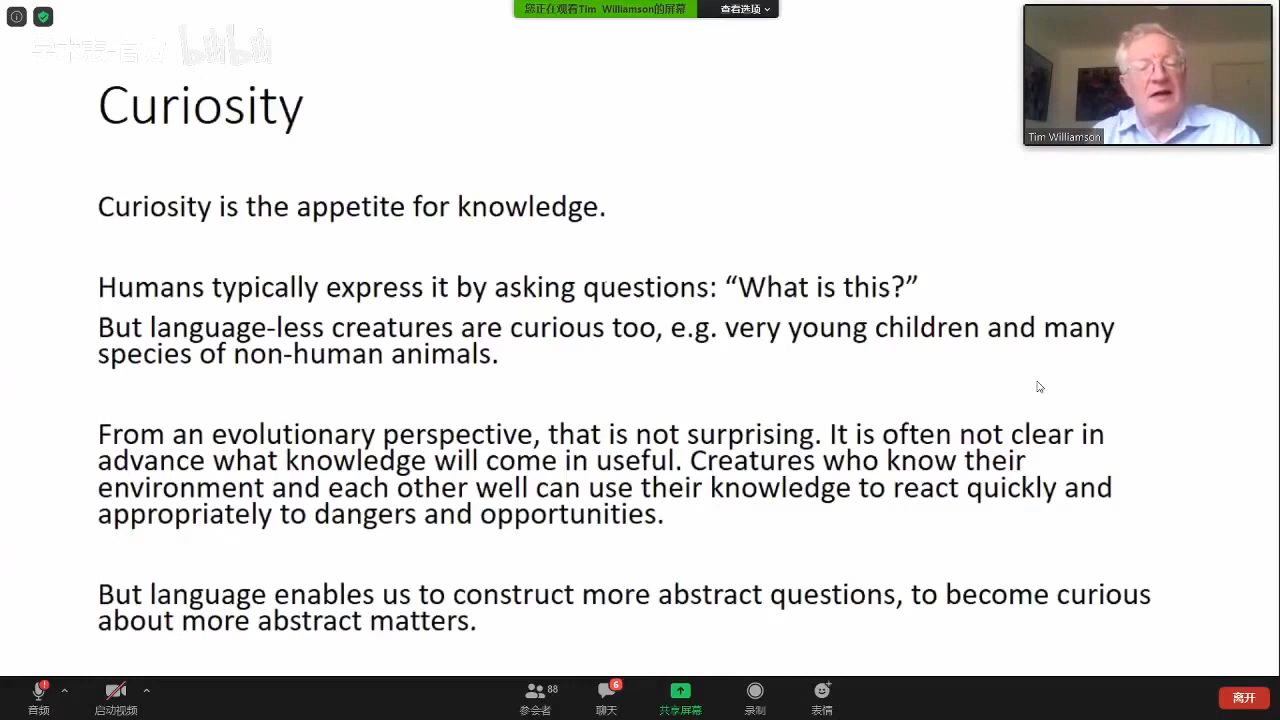 您正在观看Tim Williamson的屏幕 查看选项
bilibili
Curiosity
Tim Williamson
Curiosity is the appetite for knowledge.
Humans typically express it by asking questions: “What is this?”
But language-less creatures are curious too, e.g. very young children and many
species of non-human animals.
From an evolutionary perspective, that is not surprising. It is often not clear in
advance what knowledge will come in useful. Creatures who know their
environment and each other well can use their knowledge to react quickly and
appropriately to dangers and opportunities.
But language enables us to construct more abstract questions, to become curious
about more abstract matters.
88
6
音频 启动视频 参会者 聊天 共享屏幕 录制 表情 离开